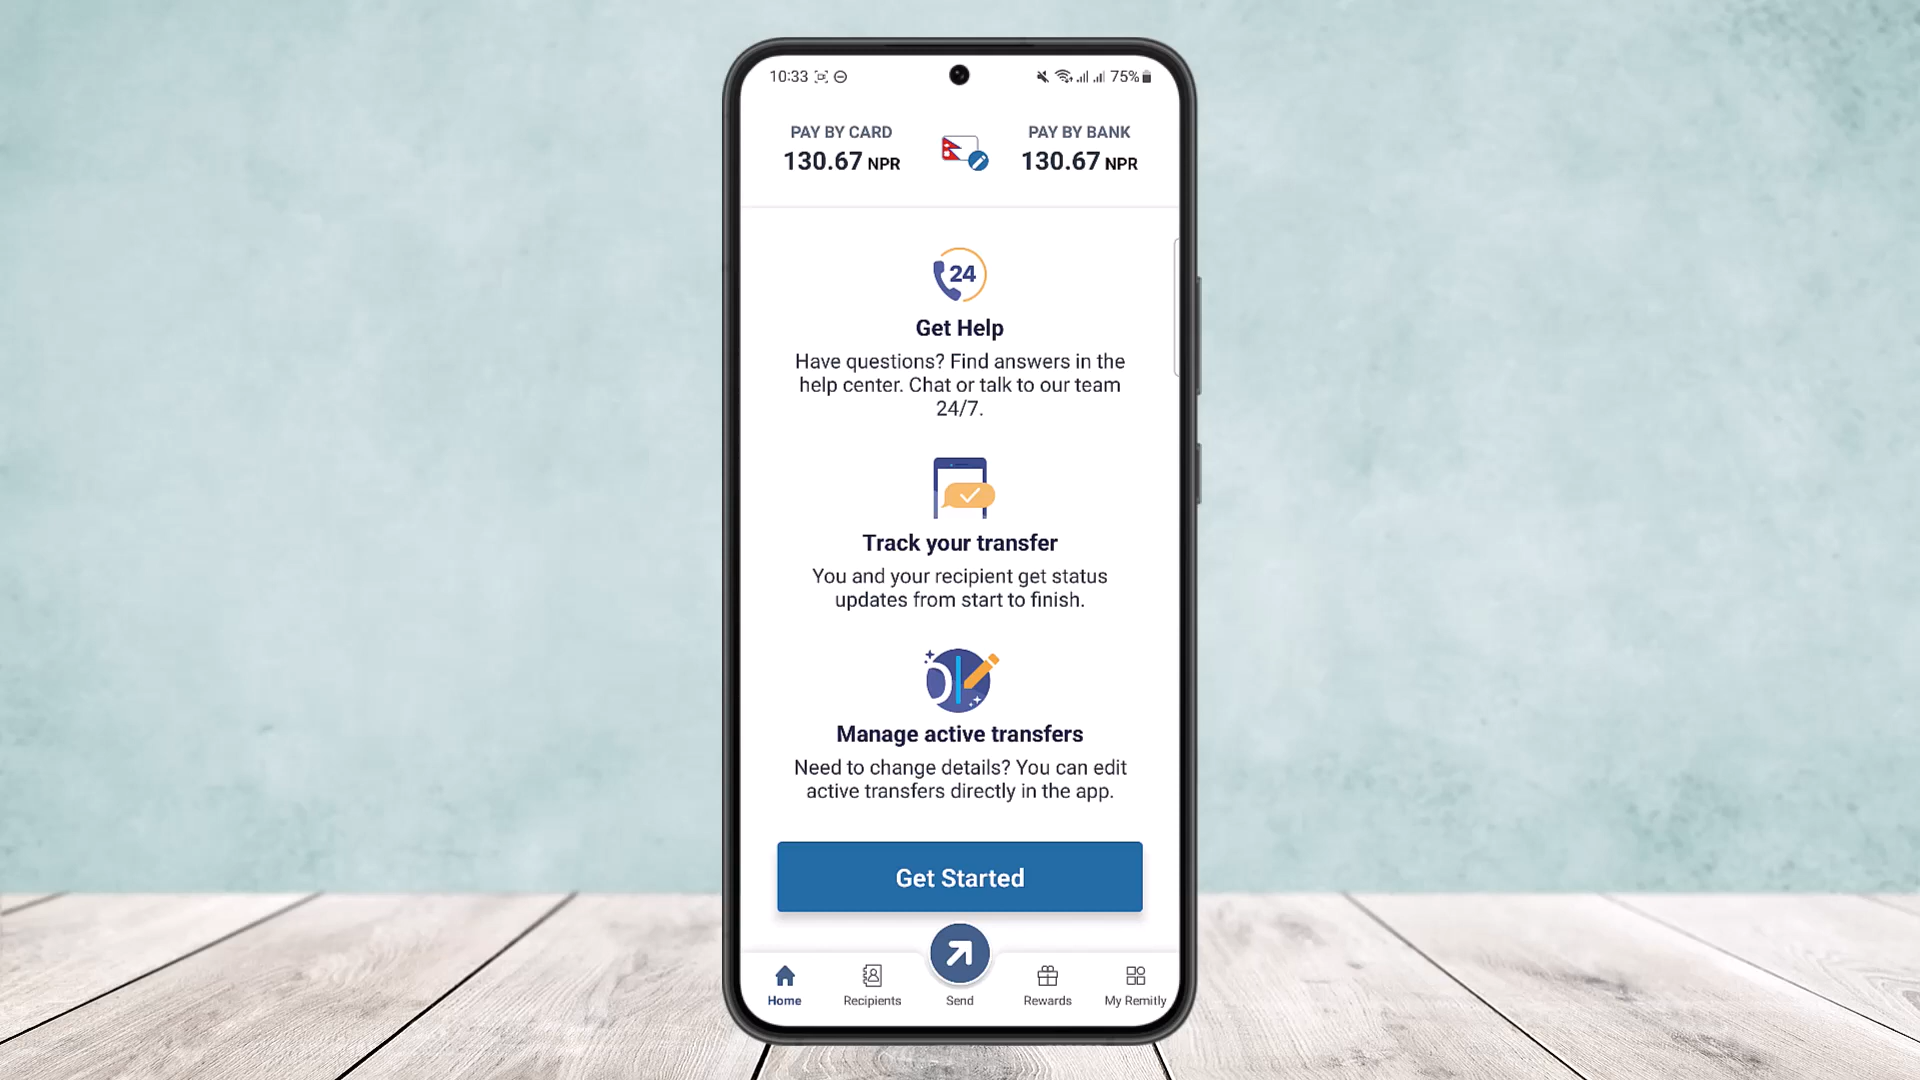 10:33 75%
PAY BY CARD PAY BY BANK
130.67 NPR 130.67 NPR
24
Get Help
Have questions? Find answers in the
help center. Chat or talk to our team
24/7.
Track your transfer
You and your recipient get status
updates from start to finish.
Manage active transfers
Need to change details? You can edit
active transfers directly in the app.
Get Started
Home Recipients Send Rewards My Remitly